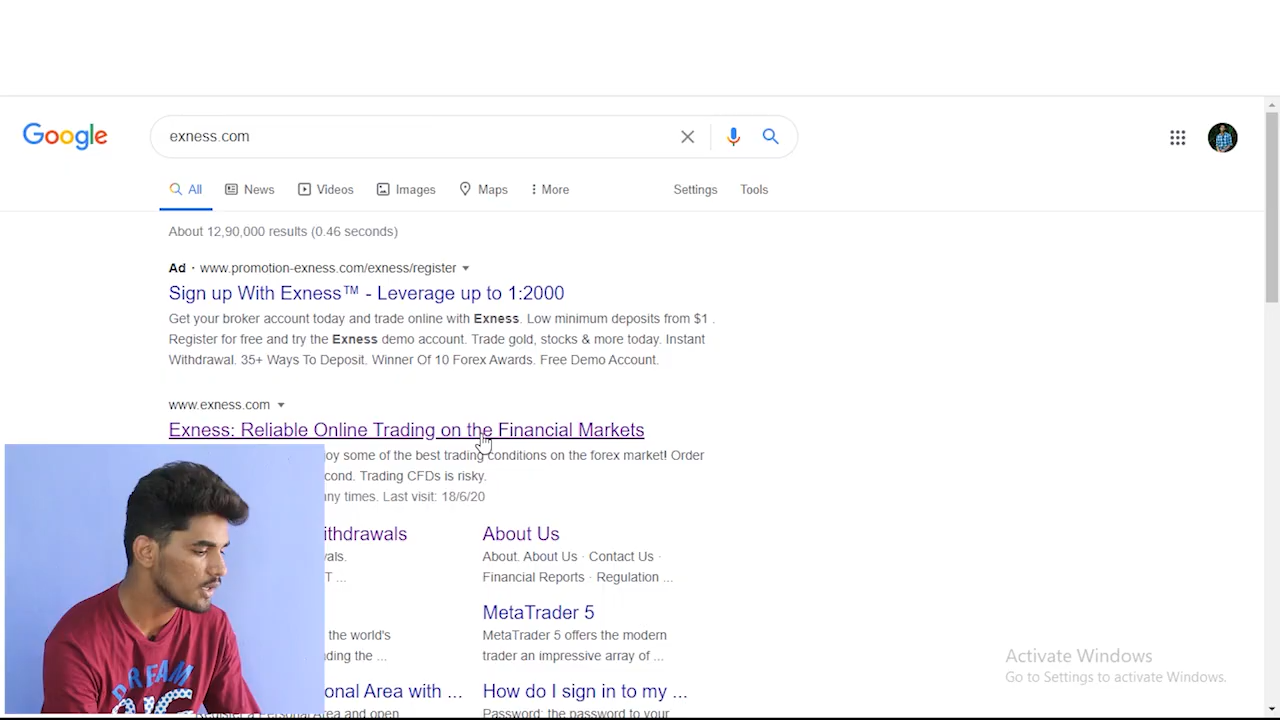 Google
exness.com
All News Videos Images Maps More Settings Tools
About 12,90,000 results (0.46 seconds)
Ad · www.promotion-exness.com/exness/register
Sign up With Exness™ - Leverage up to 1:2000
Get your broker account today and trade online with Exness. Low minimum deposits from $1 .
Register for free and try the Exness demo account. Trade gold, stocks & more today. Instant
Withdrawal. 35+ Ways To Deposit. Winner Of 10 Forex Awards. Free Demo Account.
www.exness.com
Exness: Reliable Online Trading on the Financial Markets
some of the best trading conditions on the forex market! Order
Trading CFDs is risky.
times. Last visit: 18/6/20
About Us
About. About Us · Contact Us ·
T ...
Financial Reports · Regulation ...
MetaTrader 5
the world's
MetaTrader 5 offers the modern
the ...
trader an impressive array of ...
Area with ...
How do I sign in to my ...
Register a Personal Area and open
Password: the password to your
DREAM
Activate Windows
Go to Settings to activate Windows.